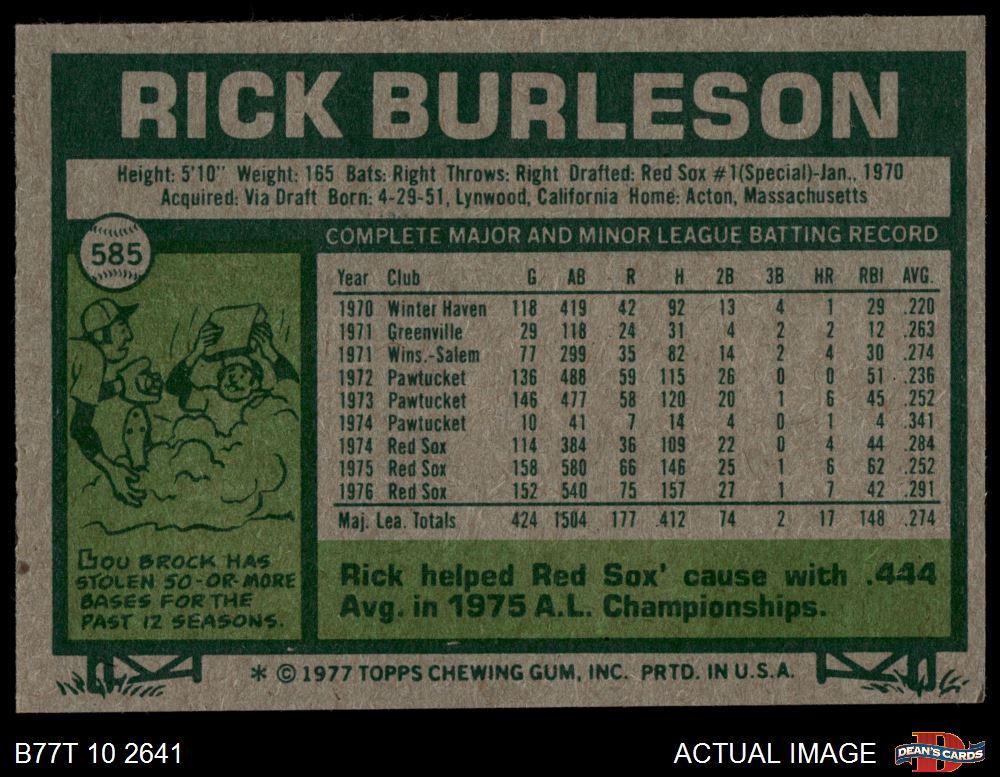 RICK BURLESON
Height: 5'10" Weight: 165 Bats: Right Throws: Right Drafted: Red Sox #1(Special)-Jan., 1970
Acquired: Via Draft Born: 4-29-51, Lynwood, California Home: Acton, Massachusetts
585
COMPLETE MAJOR AND MINOR LEAGUE BATTING RECORD
Year Club G AB R H 2B 3B HR RBI AVG.
1970 Winter Haven 118 419 42 92 13 4 1 29 .220
1971 Greenville 29 118 24 31 4 2 2 12 .263
1971 Wins.-Salem 77 299 35 82 14 2 4 30 .274
1972 Pawtucket 136 488 59 115 26 0 0 51 .236
1973 Pawtucket 146 477 58 120 20 1 6 45 .252
1974 Pawtucket 10 41 7 14 4 0 1 4 .341
1974 Red Sox 114 384 36 109 22 0 4 44 .284
1975 Red Sox 158 580 66 146 25 1 6 62 .252
1976 Red Sox 152 540 75 157 27 1 7 42 .291
Maj. Lea. Totals 424 1504 177 412 74 2 17 148 .274
LOU BROCK HAS
STOLEN 50-OR-MORE
BASES FOR THE
PAST 12 SEASONS.
Rick helped Red Sox' cause with .444
Avg. in 1975 A.L. Championships.
* © 1977 TOPPS CHEWING GUM, INC. PRTD. IN U.S.A.
B77T 10 2641
ACTUAL IMAGE
D
DEAN'S CARDS